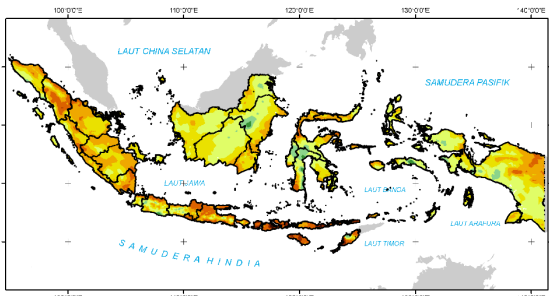 100°0'0"E 110°0'0"E 120°0'0"E 130°0'0"E 140°0'0"E
LAUT CHINA SELATAN
SAMUDERA PASIFIK
LAUT JAWA
LAUT BANDA
LAUT ARAFURA
LAUT TIMOR
SAMUDERA HINDIA